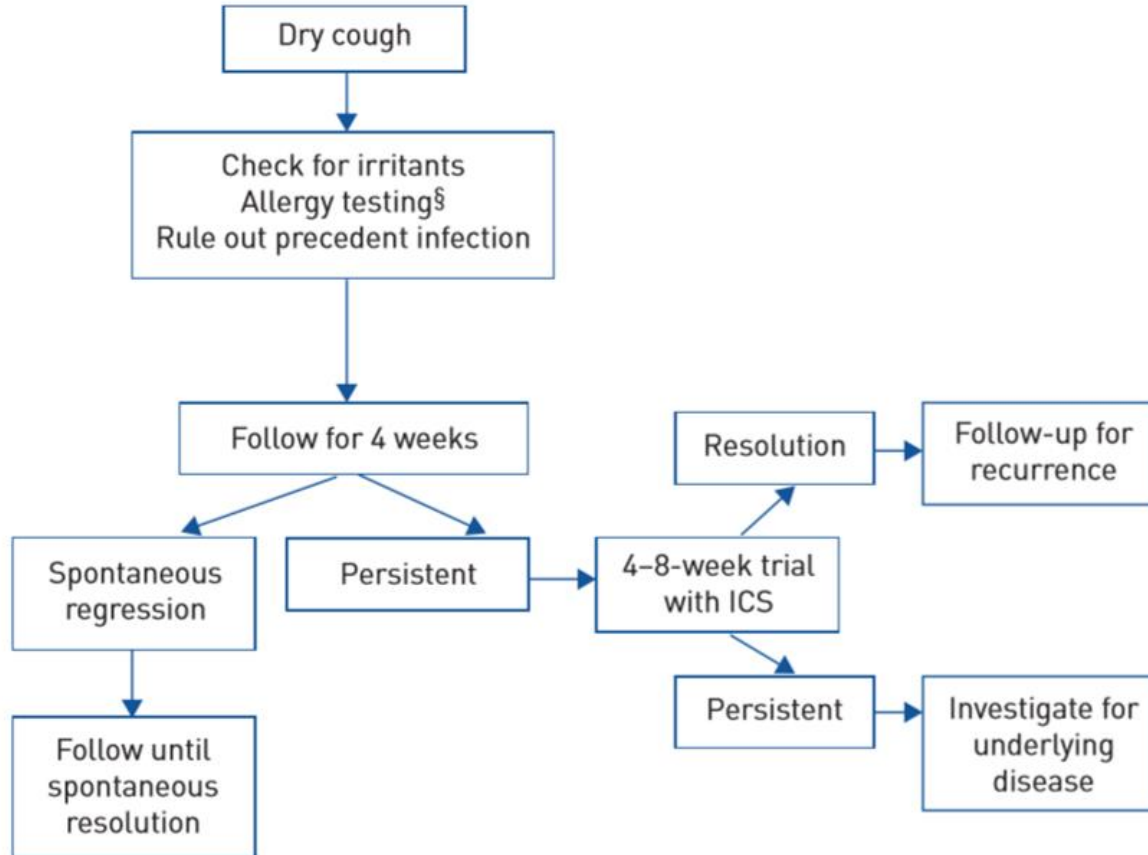 Dry cough
Check for irritants
Allergy testing§
Rule out precedent infection
Follow for 4 weeks
Resolution
Follow-up for
recurrence
Spontaneous
regression
Persistent
4–8-week trial
with ICS
Persistent
Investigate for
underlying
disease
Follow until
spontaneous
resolution